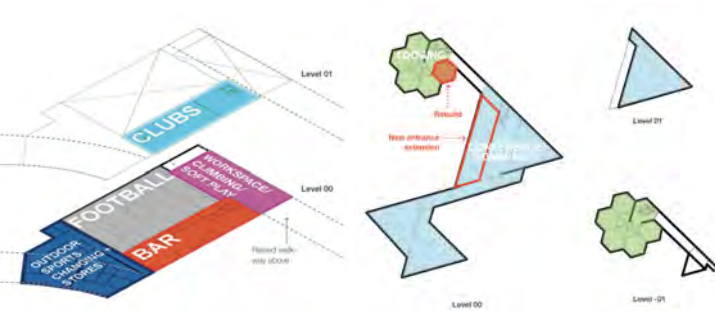 Level 01
CLUBS
WORKSPACE/
CLIMBING/
SOFT PLAY
FOOTBALL
Level 00
BAR
OUTDOOR
SPORTS
CHANGING
STORES
Raised walk-
way above
Rebuild
New entrance
extension
Level 00
Level 01
Level -01